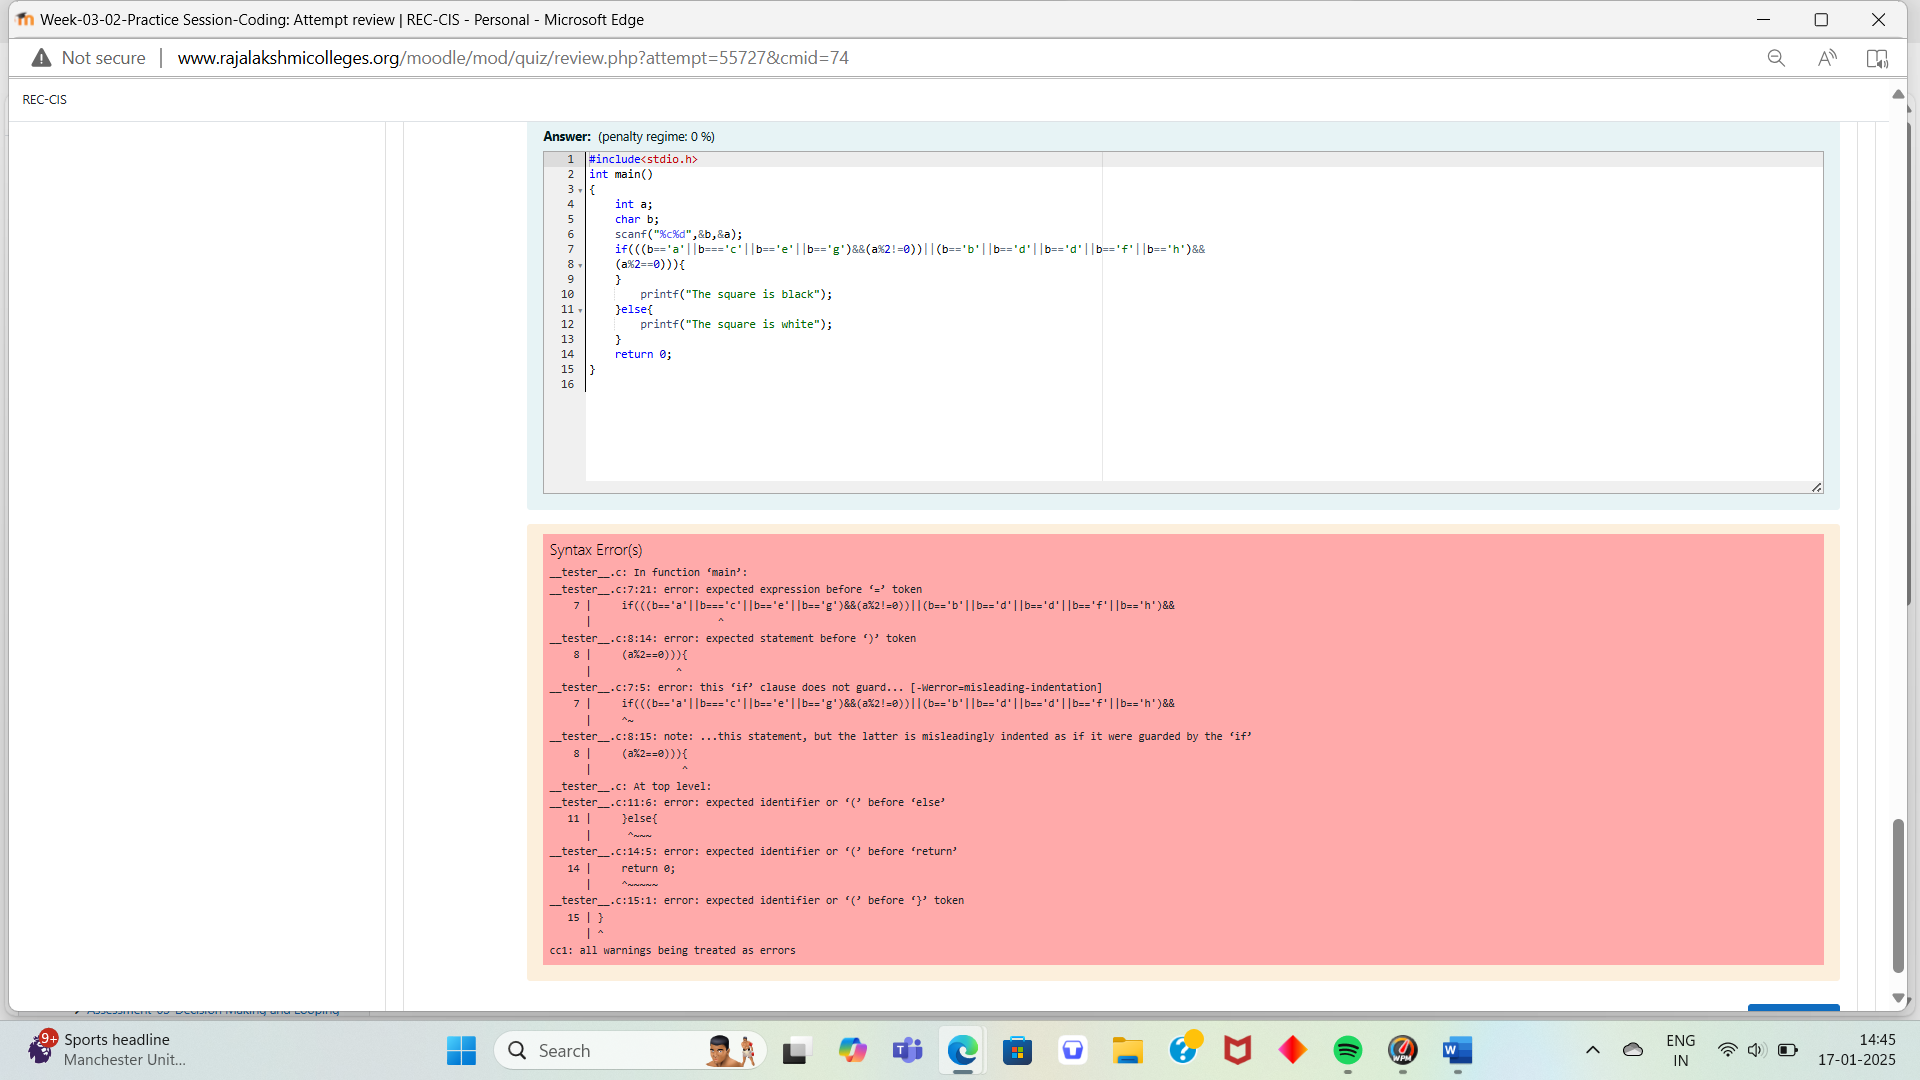 Week-03-02-Practice Session-Coding: Attempt review | REC-CIS - Personal - Microsoft Edge
Not secure | www.rajalakshmicolleges.org/moodle/mod/quiz/review.php?attempt=55727&cmid=74
REC-CIS
Answer: (penalty regime: 0 %)
1 #include<stdio.h>
2 int main()
3 {
4     int a;
5     char b;
6     scanf("%c%d",&b,&a);
7     if(((b=='a'||b==='c'||b=='e'||b=='g')&&(a%2!=0))||(b=='b'||b=='d'||b=='d'||b=='f'||b=='h')&&
8     (a%2==0))){
9     }
10         printf("The square is black");
11     }else{
12         printf("The square is white");
13     }
14     return 0;
15 }
16
Syntax Error(s)
__tester__.c: In function ‘main’:
__tester__.c:7:21: error: expected expression before ‘=’ token
7 |     if(((b=='a'||b==='c'||b=='e'||b=='g')&&(a%2!=0))||(b=='b'||b=='d'||b=='d'||b=='f'||b=='h')&&
|                     ^
__tester__.c:8:14: error: expected statement before ‘)’ token
8 |     (a%2==0))){
|              ^
__tester__.c:7:5: error: this ‘if’ clause does not guard... [-Werror=misleading-indentation]
7 |     if(((b=='a'||b==='c'||b=='e'||b=='g')&&(a%2!=0))||(b=='b'||b=='d'||b=='d'||b=='f'||b=='h')&&
|     ^~
__tester__.c:8:15: note: ...this statement, but the latter is misleadingly indented as if it were guarded by the ‘if’
8 |     (a%2==0))){
|               ^
__tester__.c: At top level:
__tester__.c:11:6: error: expected identifier or ‘(’ before ‘else’
11 |     }else{
|      ^~~~
__tester__.c:14:5: error: expected identifier or ‘(’ before ‘return’
14 |     return 0;
|     ^~~~~~
__tester__.c:15:1: error: expected identifier or ‘(’ before ‘}’ token
15 | }
| ^
cc1: all warnings being treated as errors
Assessment-03-Decision Making and Looping
9+
Sports headline
Manchester Unit...
Search
WPM
W
ENG
IN
14:45
17-01-2025